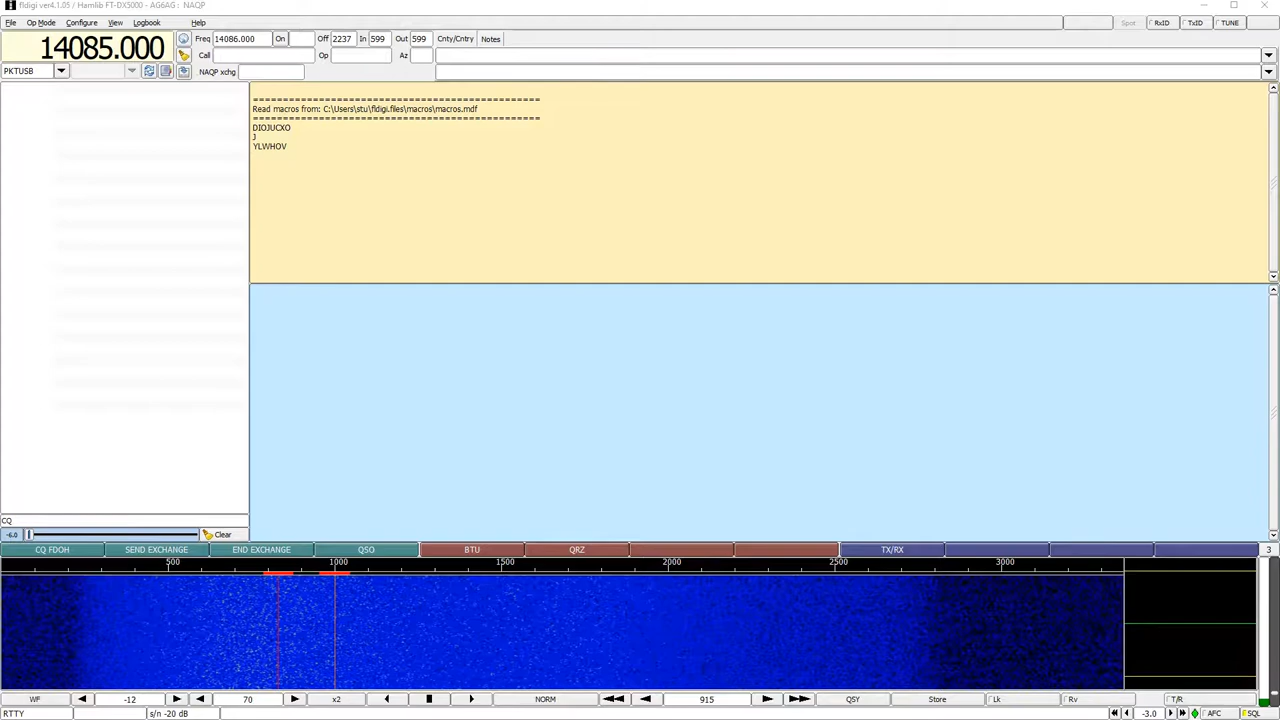 fldigi ver4.1.05 / Hamlib FT-DX5000 - AG6AG: NAQP
File Op Mode Configure View Logbook Help Spot RxID TxID TUNE
14085.000 Freq 14086.000 On Off 2237 In 599 Out 599 Cnty/Cntry Notes
Call Op Az
PKTUSB NAQP xchg
================================================
Read macros from: C:\Users\stu\fldigi.files\macros\macros.mdf
================================================
DIOJUCXO
J
YLWHOV
CQ
-6.0 Clear
CQ FDOH SEND EXCHANGE END EXCHANGE QSO BTU QRZ TX/RX 3
500 1000 1500 2000 2500 3000
WF -12 70 x2 NORM 915 QSY Store Lk Rv T/R
RTTY s/n -20 dB -3.0 AFC SQL